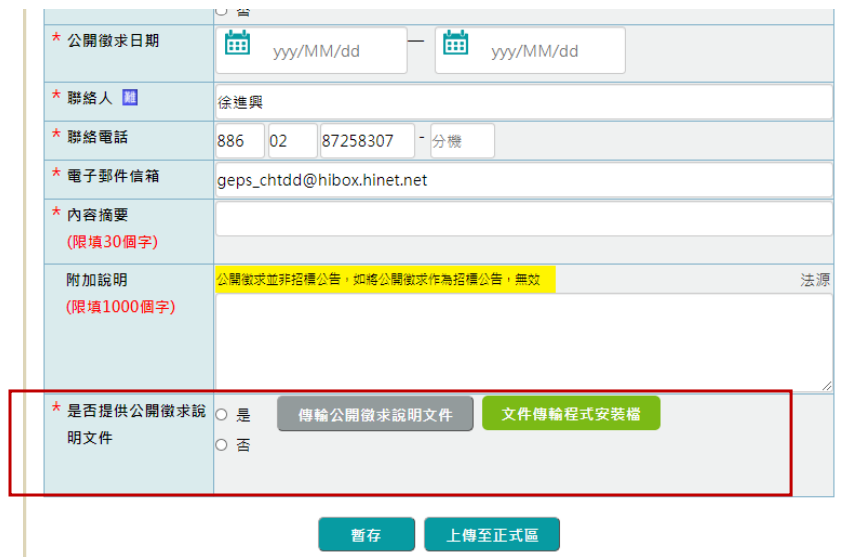 否
* 公開徵求日期 yyy/MM/dd — yyy/MM/dd
* 聯絡人 難 徐進興
* 聯絡電話 886 02 87258307 - 分機
* 電子郵件信箱 geps_chtdd@hibox.hinet.net
* 內容摘要
(限填30個字)
附加說明 公開徵求並非招標公告，如將公開徵求作為招標公告，無效 法源
(限填1000個字)
* 是否提供公開徵求說 是 傳輸公開徵求說明文件 文件傳輸程式安裝檔
明文件 否
暫存 上傳至正式區